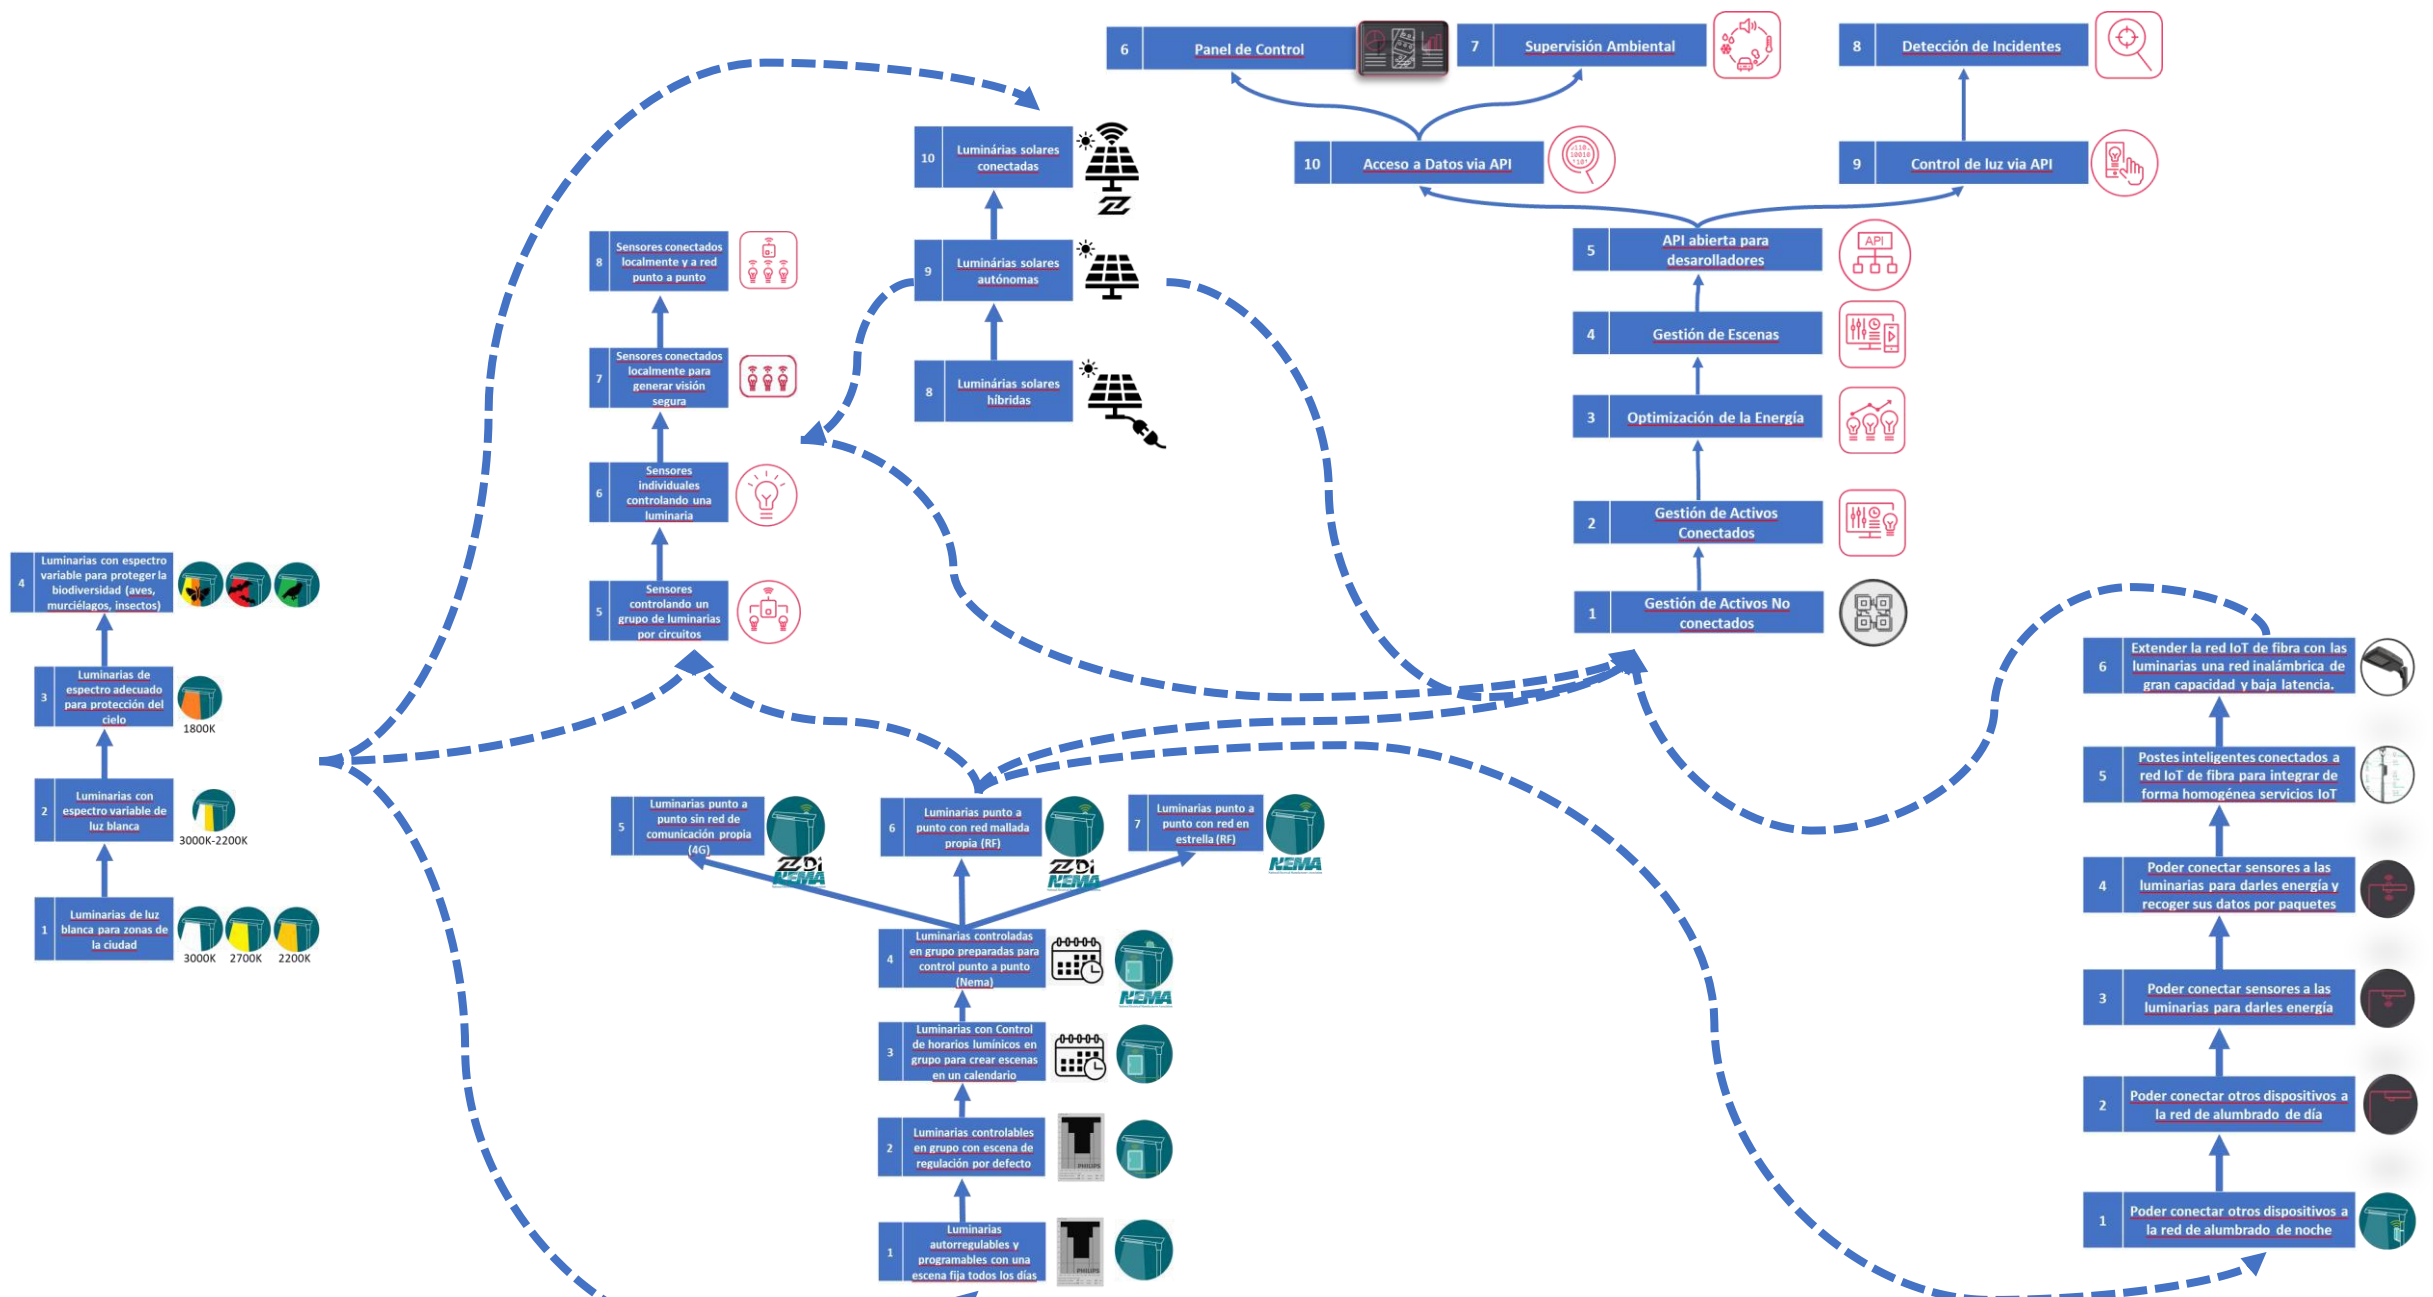 6
Panel de Control
7
Supervisión Ambiental
8
Detección de Incidentes
10
Acceso a Datos via API
9
Control de luz via API
10
Luminárias solares
conectadas
9
Luminárias solares
autónomas
8
Luminárias solares
híbridas
8
Sensores conectados
localmente y a red
punto a punto
7
Sensores conectados
localmente para
generar visión
segura
6
Sensores
individuales
controlando una
luminaria
5
Sensores
controlando un
grupo de luminarias
por circuitos
5
API abierta para
desarolladores
API
4
Gestión de Escenas
3
Optimización de la Energía
2
Gestión de Activos
Conectados
1
Gestión de Activos No
conectados
4
Luminarias con espectro
variable para proteger la
biodiversidad (aves,
murciélagos, insectos)
3
Luminarias de
espectro adecuado
para protección del
cielo
1800K
2
Luminarias con
espectro variable de
luz blanca
3000K-2200K
1
Luminarias de luz
blanca para zonas de
la ciudad
3000K
2700K
2200K
5
Luminarias punto a
punto sin red de
comunicación propia
(4G)
NEMA
6
Luminarias punto a
punto con red mallada
propia (RF)
NEMA
7
Luminarias punto a
punto con red en
estrella (RF)
NEMA
4
Luminarias controladas
en grupo preparadas para
control punto a punto
(Nema)
NEMA
3
Luminarias con Control
de horarios lumínicos en
grupo para crear escenas
en un calendario
2
Luminarias controlables
en grupo con escena de
regulación por defecto
PHILIPS
1
Luminarias
autorregulables y
programables con una
escena fija todos los días
PHILIPS
6
Extender la red IoT de fibra con las
luminarias una red inalámbrica de
gran capacidad y baja latencia.
5
Postes inteligentes conectados a
red IoT de fibra para integrar de
forma homogénea servicios IoT
4
Poder conectar sensores a las
luminarias para darles energía y
recoger sus datos por paquetes
3
Poder conectar sensores a las
luminarias para darles energía
2
Poder conectar otros dispositivos a
la red de alumbrado de día
1
Poder conectar otros dispositivos a
la red de alumbrado de noche